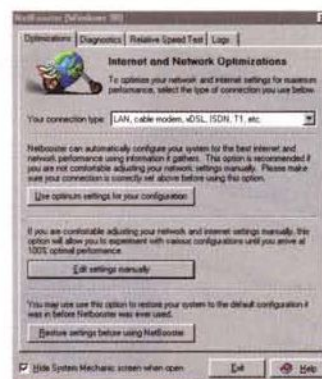 NetBooster [Windows 98]
Optimizations
Diagnostics
Relative Speed Test
Logs
Internet and Network Optimizations
To optimize your network and internet settings for maximum
performance, select the type of connection you use below.
Your connection type:
LAN, cable modem, xDSL, ISDN, T1, etc.
Netbooster can automatically configure your system for the best internet and
network performance using information it gathers. This option is recommended if
you are not comfortable adjusting your network settings manually. Please make
sure your connection is correctly set above before using this option.
Use optimum settings for your configuration
If you are comfortable adjusting your network and internet settings manually, this
option will allow you to experiment with various configurations until you arrive at
100% optimal performance.
Edit settings manually
You may use use this option to restore your system to the default configuration it
was in before Netbooster was ever used.
Restore settings before using NetBooster
Hide System Mechanic screen when open
Exit
Help